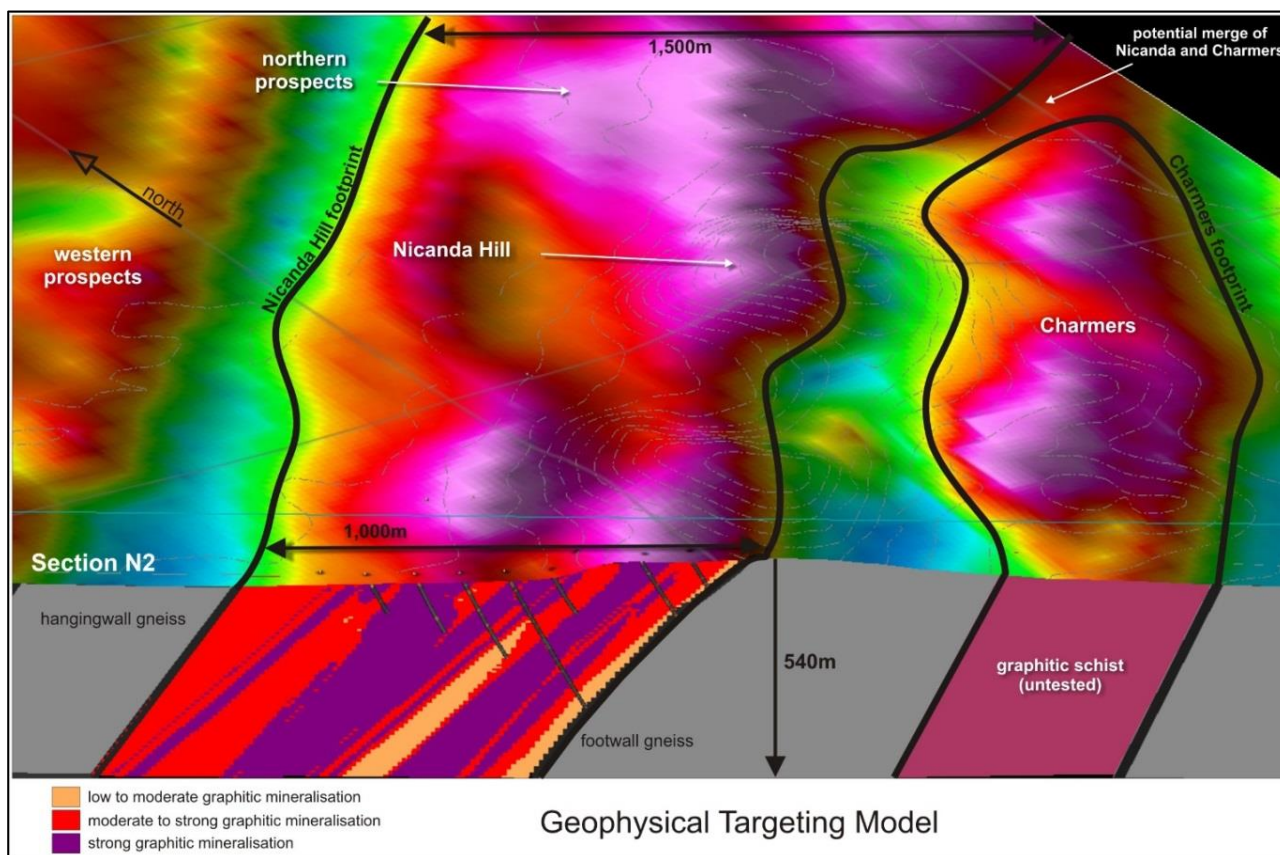 1,500m
potential merge of
Nicanda and Charmers
northern
prospects
north
western
prospects
Nicanda Hill footprint
Nicanda Hill
Charmers footprint
Charmers
1,000m
Section N2
hangingwall gneiss
540m
graphitic schist
(untested)
footwall gneiss
low to moderate graphitic mineralisation
moderate to strong graphitic mineralisation
strong graphitic mineralisation
Geophysical Targeting Model